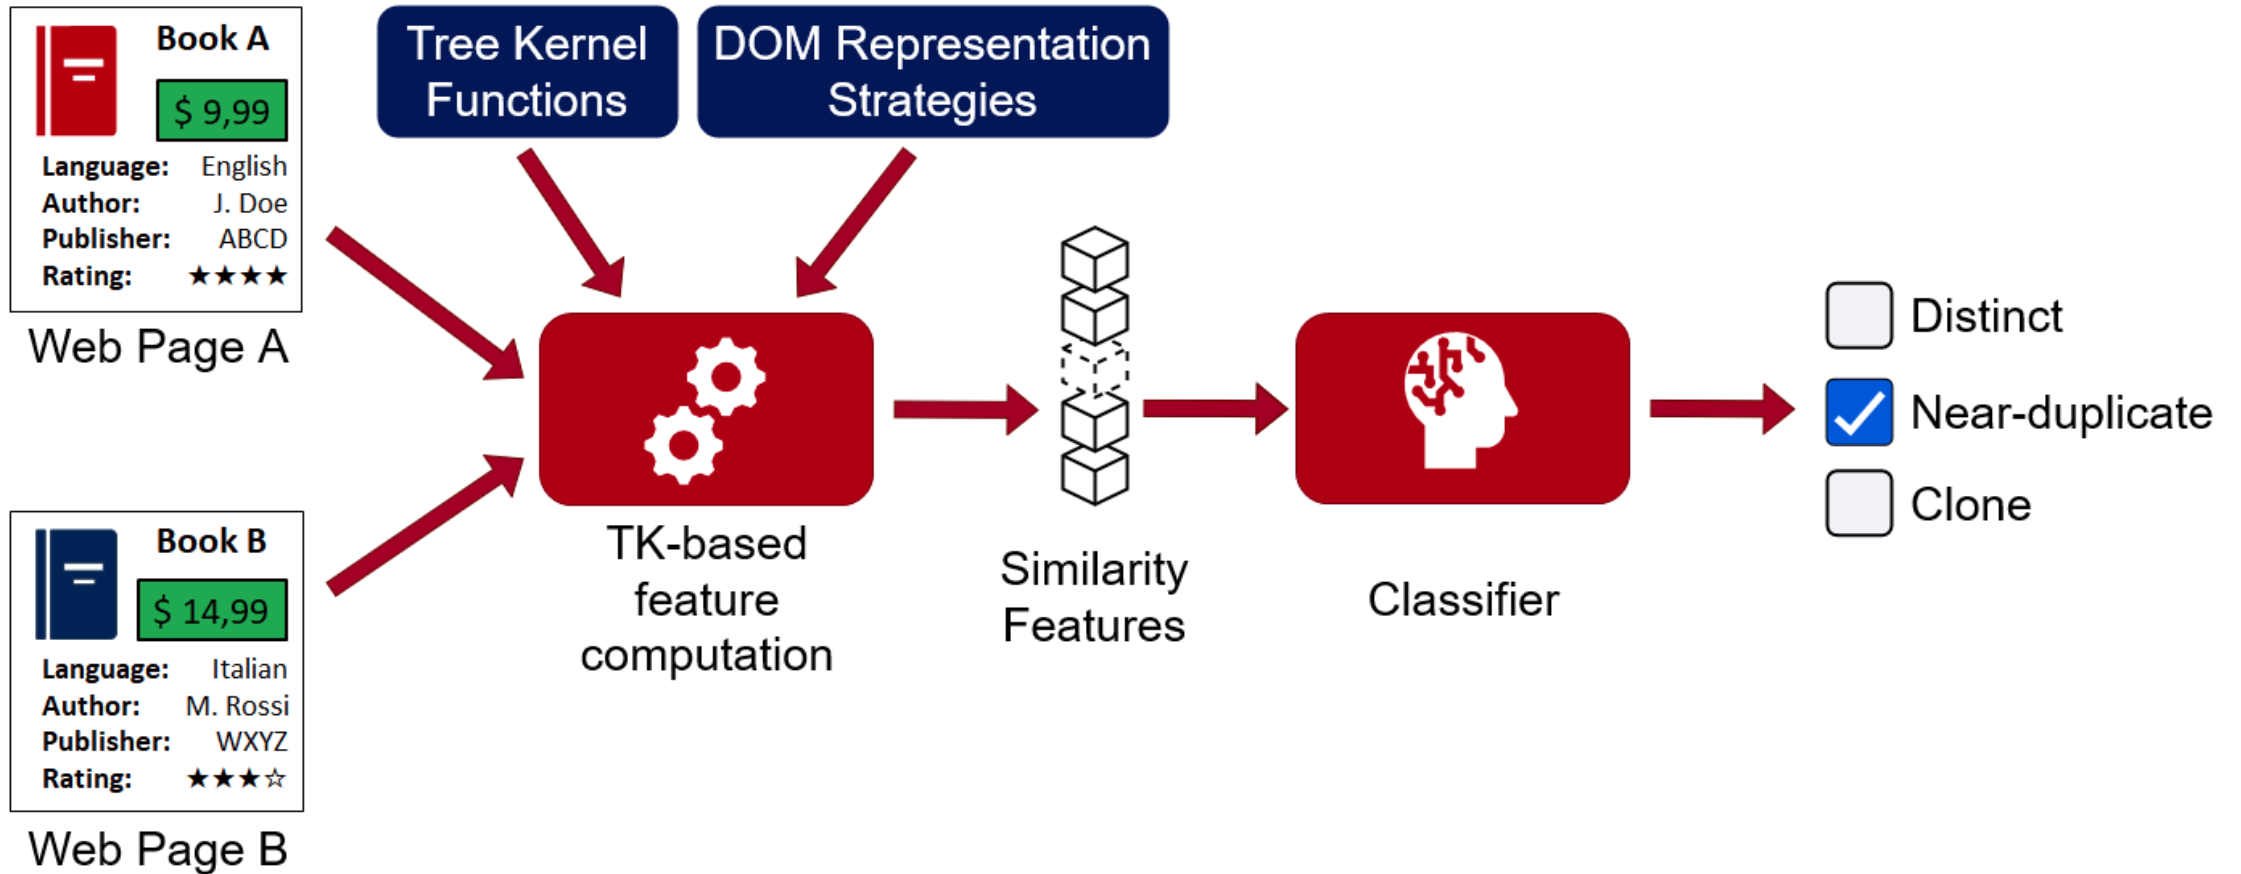 Book A
$ 9,99
Language: English
Author: J. Doe
Publisher: ABCD
Rating: ★★★★
Web Page A
Book B
$ 14,99
Language: Italian
Author: M. Rossi
Publisher: WXYZ
Rating: ★★★☆
Web Page B
Tree Kernel
Functions
DOM Representation
Strategies
TK-based
feature
computation
Similarity
Features
Classifier
Distinct
Near-duplicate
Clone